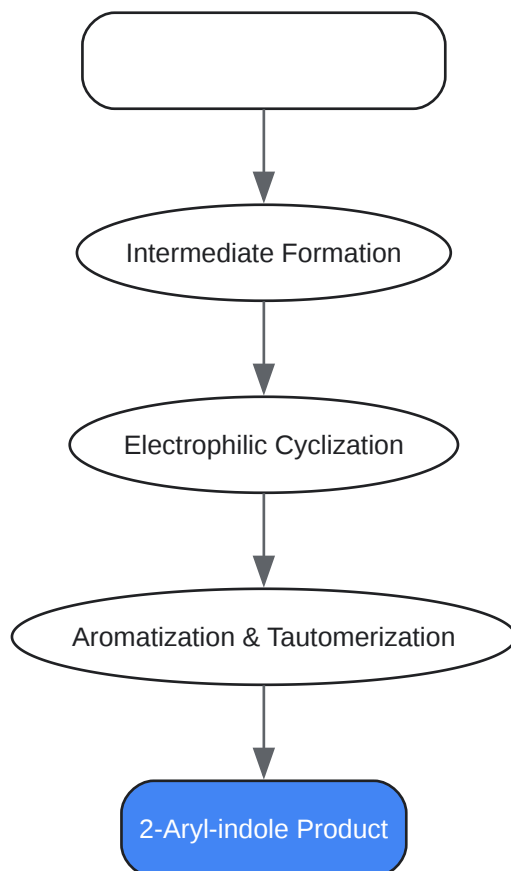 Intermediate Formation
Electrophilic Cyclization
Aromatization & Tautomerization
2-Aryl-indole Product